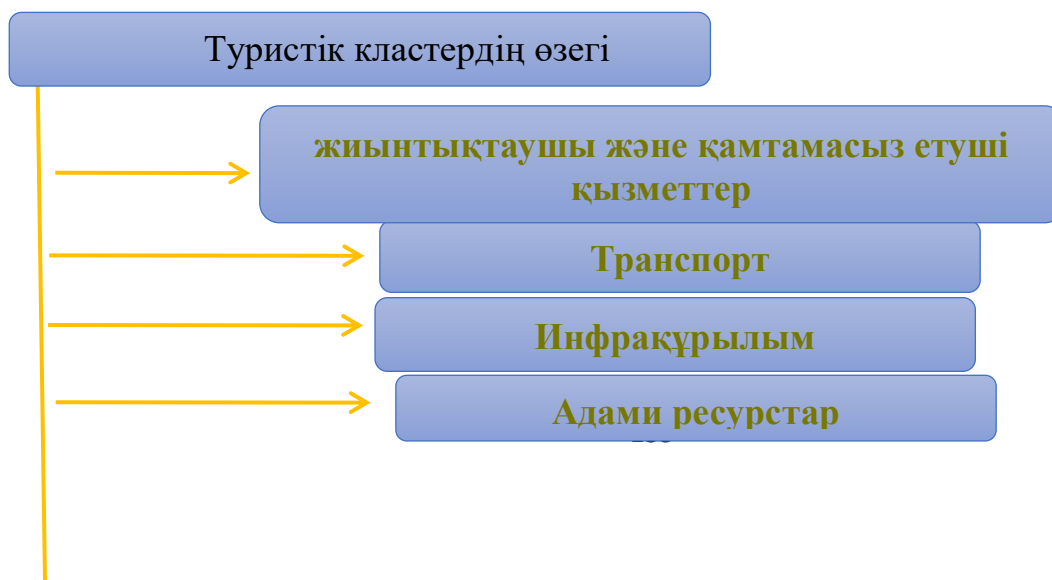 Туристік кластердің өзегі
жиынтықтаушы және қамтамасыз етуші
қызметтер
Транспорт
Инфрақұрылым
Адами ресурстар